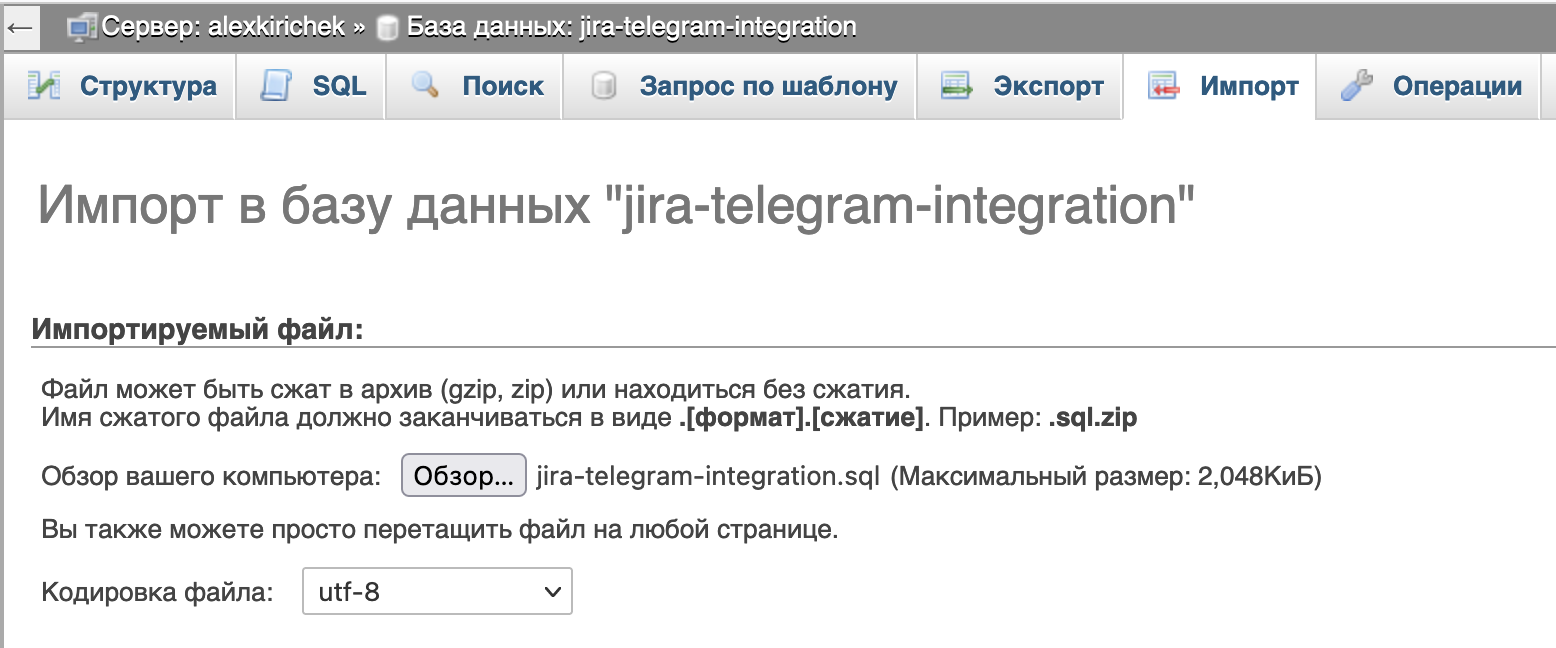 ← Сервер: alexkirichek » База данных: jira-telegram-integration
Структура SQL Поиск Запрос по шаблону Экспорт Импорт Операции
Импорт в базу данных "jira-telegram-integration"
Импортируемый файл:
Файл может быть сжат в архив (gzip, zip) или находиться без сжатия.
Имя сжатого файла должно заканчиваться в виде .[формат].[сжатие]. Пример: .sql.zip
Обзор вашего компьютера: Обзор... jira-telegram-integration.sql (Максимальный размер: 2,048КиБ)
Вы также можете просто перетащить файл на любой странице.
Кодировка файла: utf-8